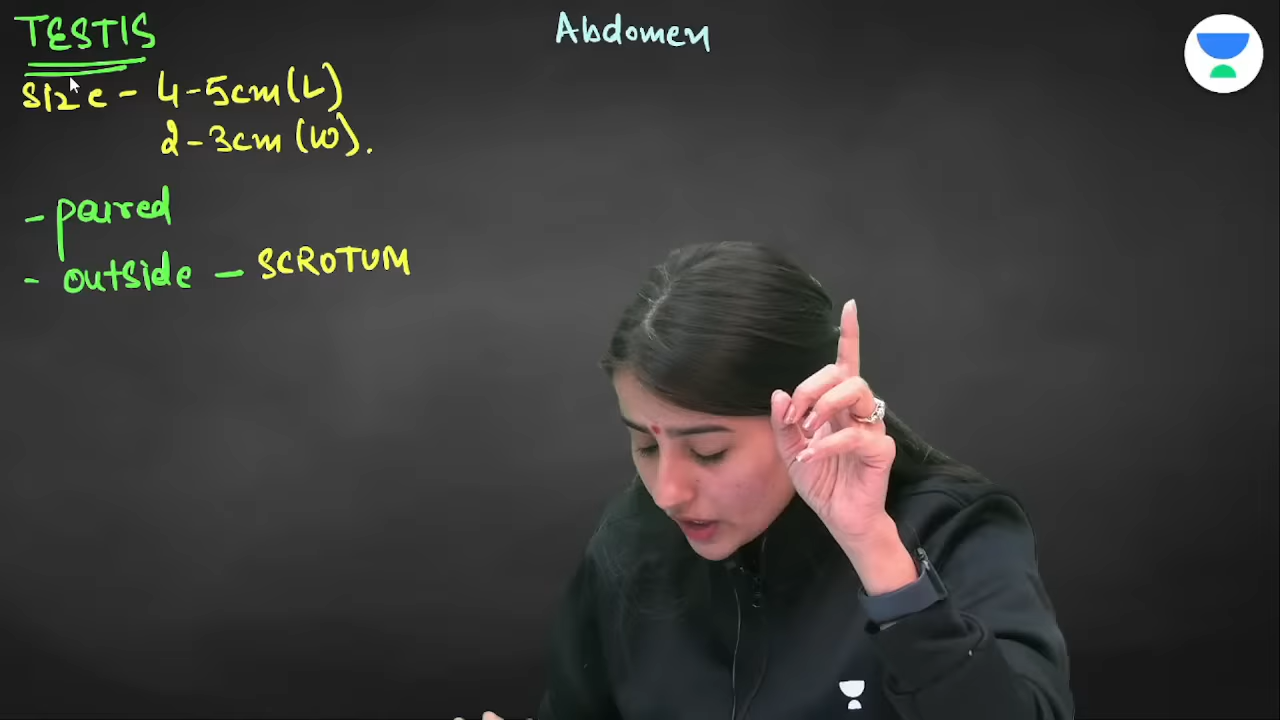 TESTIS
Abdomen
Size - 4-5cm (L)
2-3cm (W).
- paired
- outside - SCROTUM